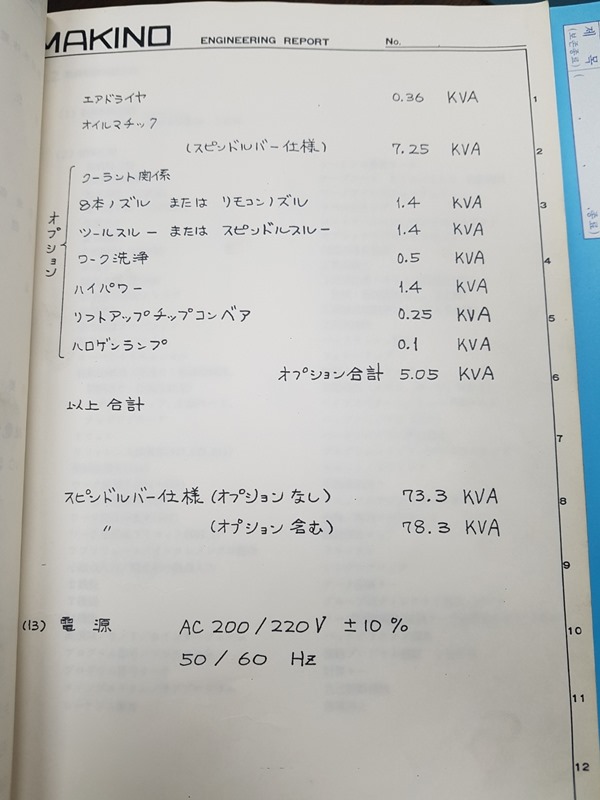 MAKINO ENGINEERING REPORT No.
エアドライヤ 0.36 KVA
オイルマチック
(スピンドルバー仕様) 7.25 KVA
オプション
クーラント関係
8本ノズル または リモコンノズル 1.4 KVA
ツールスルー または スピンドルスルー 1.4 KVA
ワーク洗浄 0.5 KVA
ハイパワー 1.4 KVA
リフトアップチップコンベア 0.25 KVA
ハロゲンランプ 0.1 KVA
オプション合計 5.05 KVA
以上 合計
スピンドルバー仕様 (オプション なし) 73.3 KVA
〃 (オプション 含む) 78.3 KVA
(13) 電源 AC 200/220V ±10%
50/60 Hz
1
2
3
4
5
6
7
8
9
10
11
12
제 목